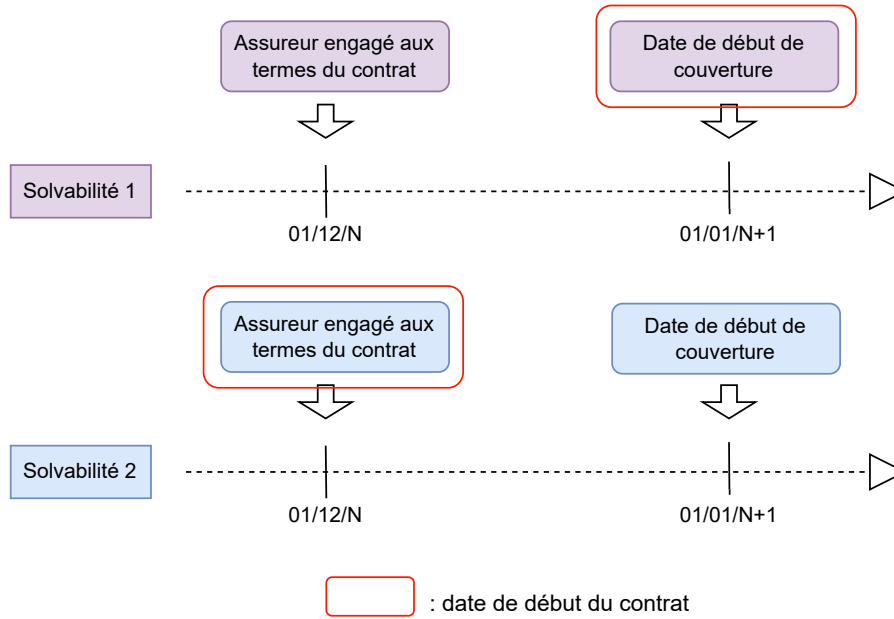 Assureur engagé aux
termes du contrat
Date de début de
couverture
Solvabilité 1
01/12/N
01/01/N+1
Assureur engagé aux
termes du contrat
Date de début de
couverture
Solvabilité 2
01/12/N
01/01/N+1
: date de début du contrat